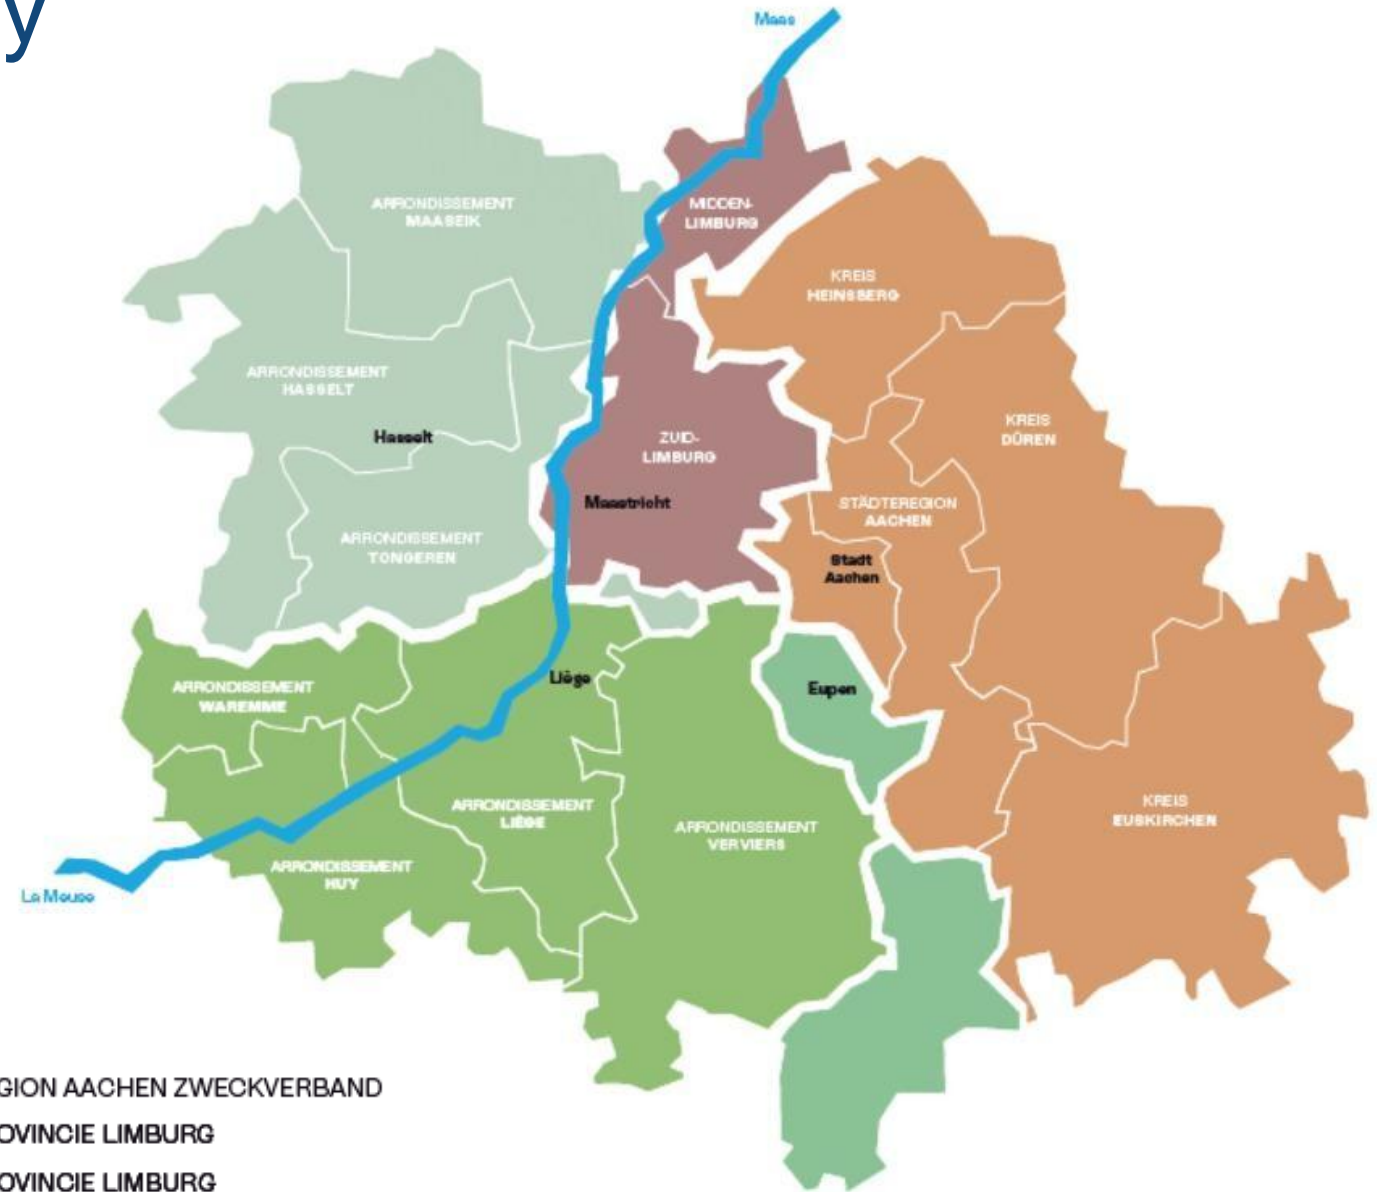 y
Maas
ARRONDISSEMENT
MAASEIK
MIDDEN-
LIMBURG
KREIS
HEINSBERG
ARRONDISSEMENT
HASSELT
Hasselt
ZUID-
LIMBURG
KREIS
DÜREN
Maastricht
STÄDTEREGION
AACHEN
ARRONDISSEMENT
TONGEREN
Stadt
Aachen
Liège
Eupen
ARRONDISSEMENT
WAREMME
ARRONDISSEMENT
LIÈGE
ARRONDISSEMENT
VERVIERS
KREIS
EUSKIRCHEN
ARRONDISSEMENT
HUY
La Meuse
GION AACHEN ZWECKVERBAND
OVINCIE LIMBURG
OVINCIE LIMBURG